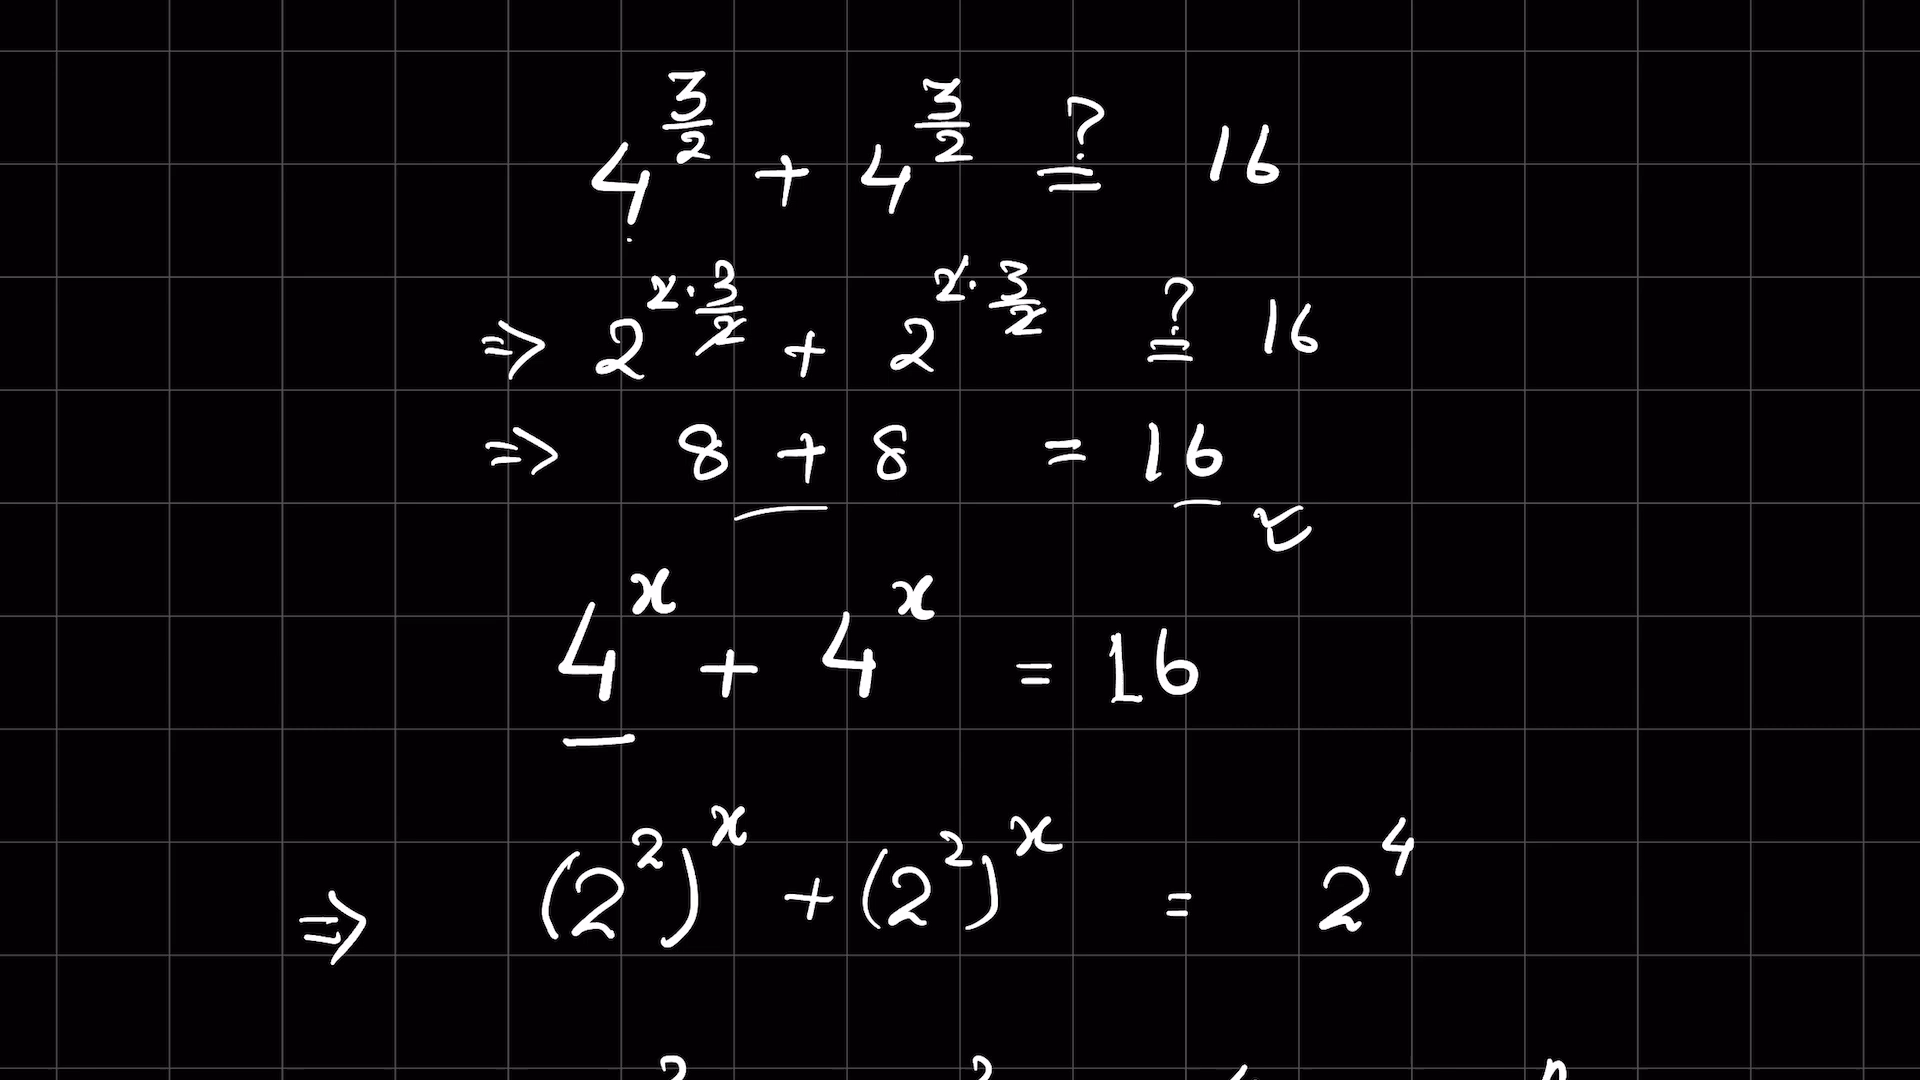 4^{3/2} + 4^{3/2} ≟ 16
⇒ 2^{2·3/2} + 2^{2·3/2} ≟ 16
⇒ 8 + 8 = 16
4^x + 4^x = 16
⇒ (2^2)^x + (2^2)^x = 2^4